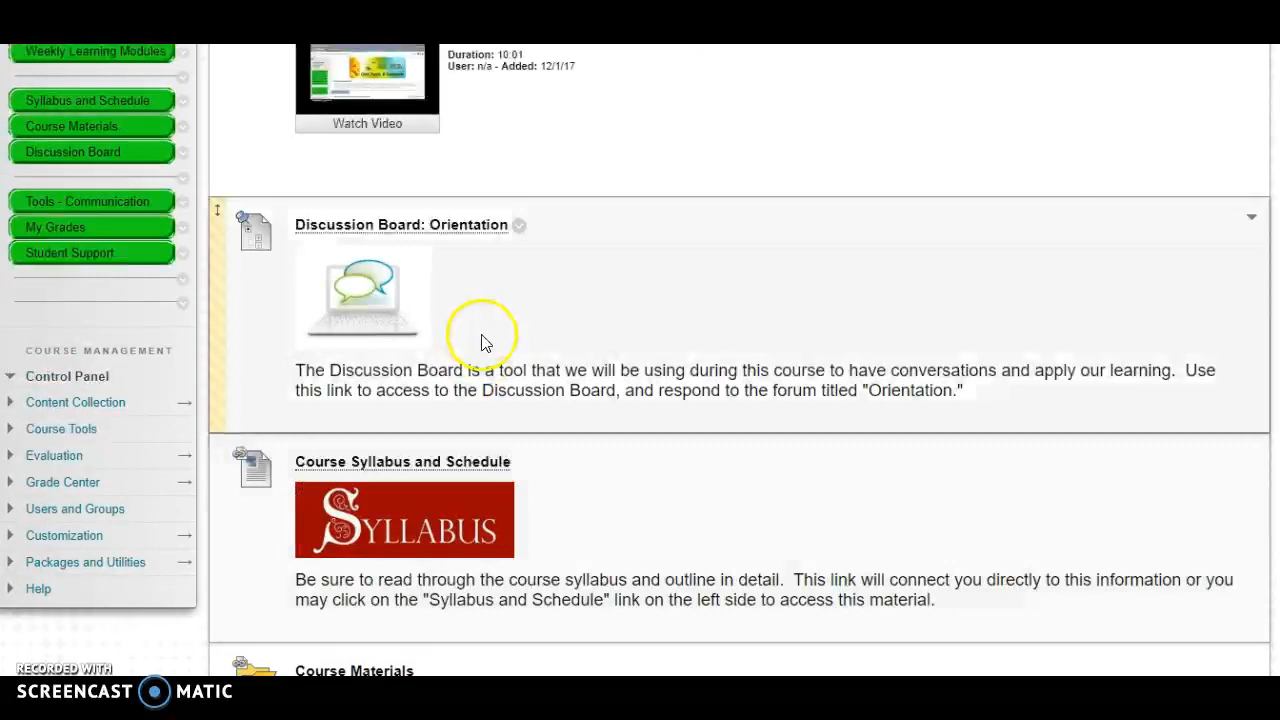 Weekly Learning Modules
Syllabus and Schedule
Course Materials
Discussion Board
Tools - Communication
My Grades
Student Support
COURSE MANAGEMENT
Control Panel
Content Collection
Course Tools
Evaluation
Grade Center
Users and Groups
Customization
Packages and Utilities
Help
Duration: 10:01
User: n/a - Added: 12/1/17
Watch Video
Discussion Board: Orientation
The Discussion Board is a tool that we will be using during this course to have conversations and apply our learning. Use
this link to access to the Discussion Board, and respond to the forum titled "Orientation."
Course Syllabus and Schedule
SYLLABUS
Be sure to read through the course syllabus and outline in detail. This link will connect you directly to this information or you
may click on the "Syllabus and Schedule" link on the left side to access this material.
Course Materials
RECORDED WITH
SCREENCAST MATIC